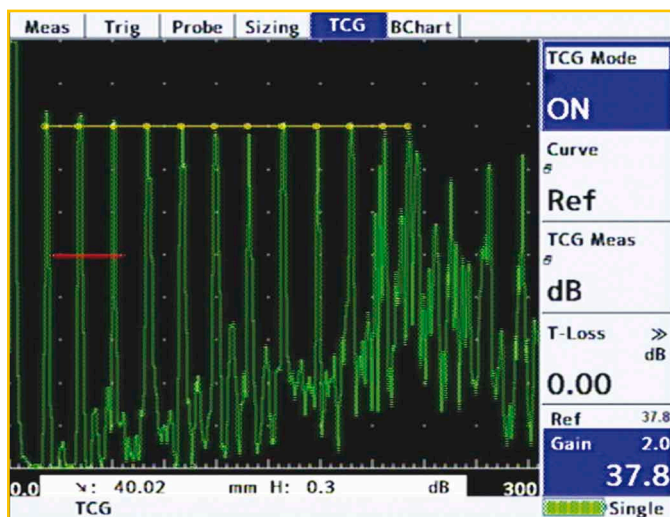 Meas Trig Probe Sizing TCG BChart
TCG Mode
ON
Curve
Ref
TCG Meas
dB
T-Loss >>
dB
0.00
Ref 37.8
Gain 2.0
37.8
0.0 ↘: 40.02 mm H: 0.3 dB 300
TCG
Single